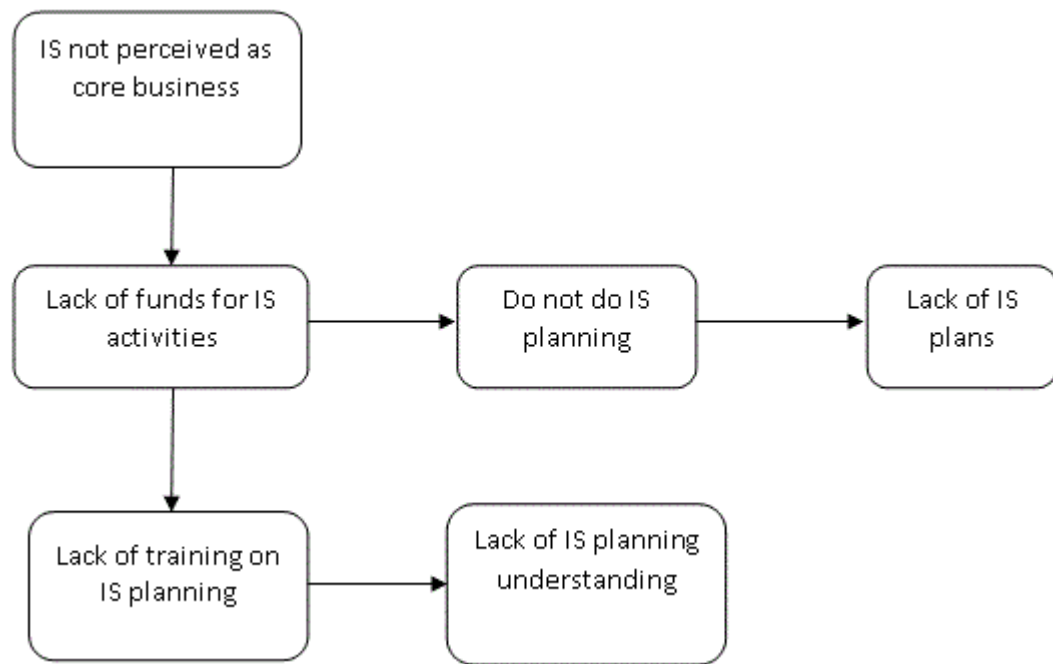 IS not perceived as
core business
Lack of funds for IS
activities
Do not do IS
planning
Lack of IS
plans
Lack of training on
IS planning
Lack of IS planning
understanding